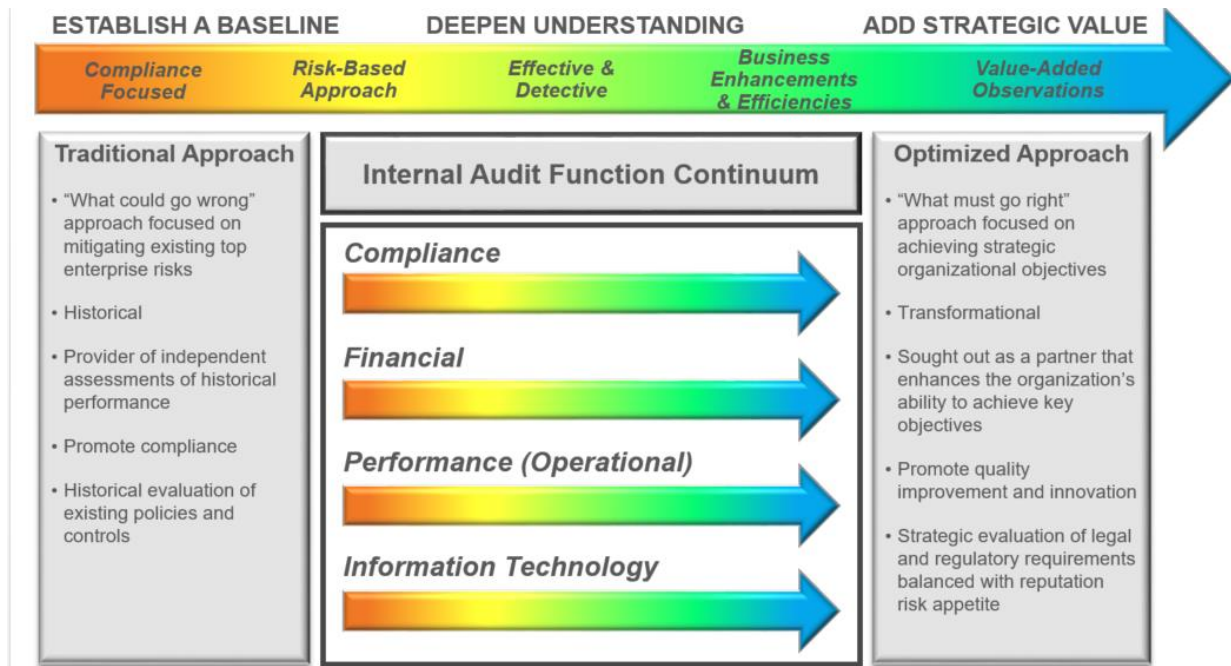 ESTABLISH A BASELINE
DEEPEN UNDERSTANDING
ADD STRATEGIC VALUE
Compliance
Focused
Risk-Based
Approach
Effective &
Detective
Business
Enhancements
& Efficiencies
Value-Added
Observations
Traditional Approach
• “What could go wrong”
approach focused on
mitigating existing top
enterprise risks
• Historical
• Provider of independent
assessments of historical
performance
• Promote compliance
• Historical evaluation of
existing policies and
controls
Internal Audit Function Continuum
Compliance
Financial
Performance (Operational)
Information Technology
Optimized Approach
• “What must go right”
approach focused on
achieving strategic
organizational objectives
• Transformational
• Sought out as a partner that
enhances the organization’s
ability to achieve key
objectives
• Promote quality
improvement and innovation
• Strategic evaluation of legal
and regulatory requirements
balanced with reputation
risk appetite